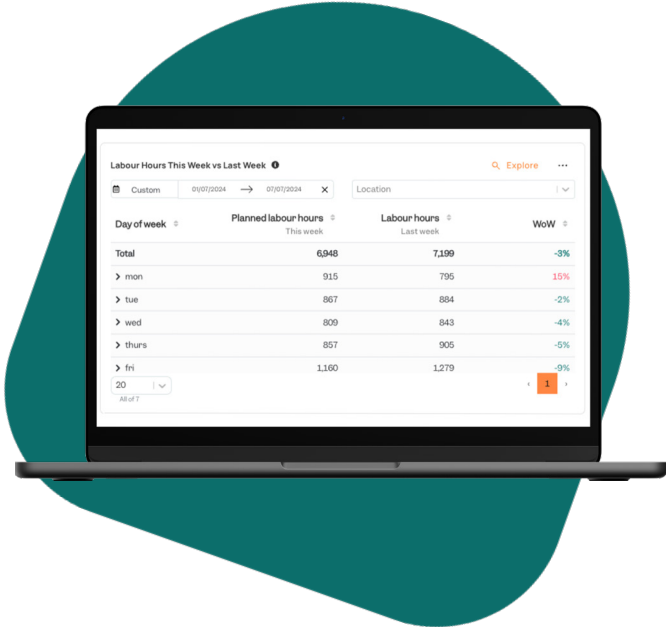 Labour Hours This Week vs Last Week
Explore
Custom 01/07/2024 → 07/07/2024 Location
Day of week Planned labour hours Labour hours WoW
This week Last week
Total 6,948 7,199 -3%
mon 915 795 15%
tue 867 884 -2%
wed 809 843 -4%
thurs 857 905 -5%
fri 1,160 1,279 -9%
20 1
All of 7